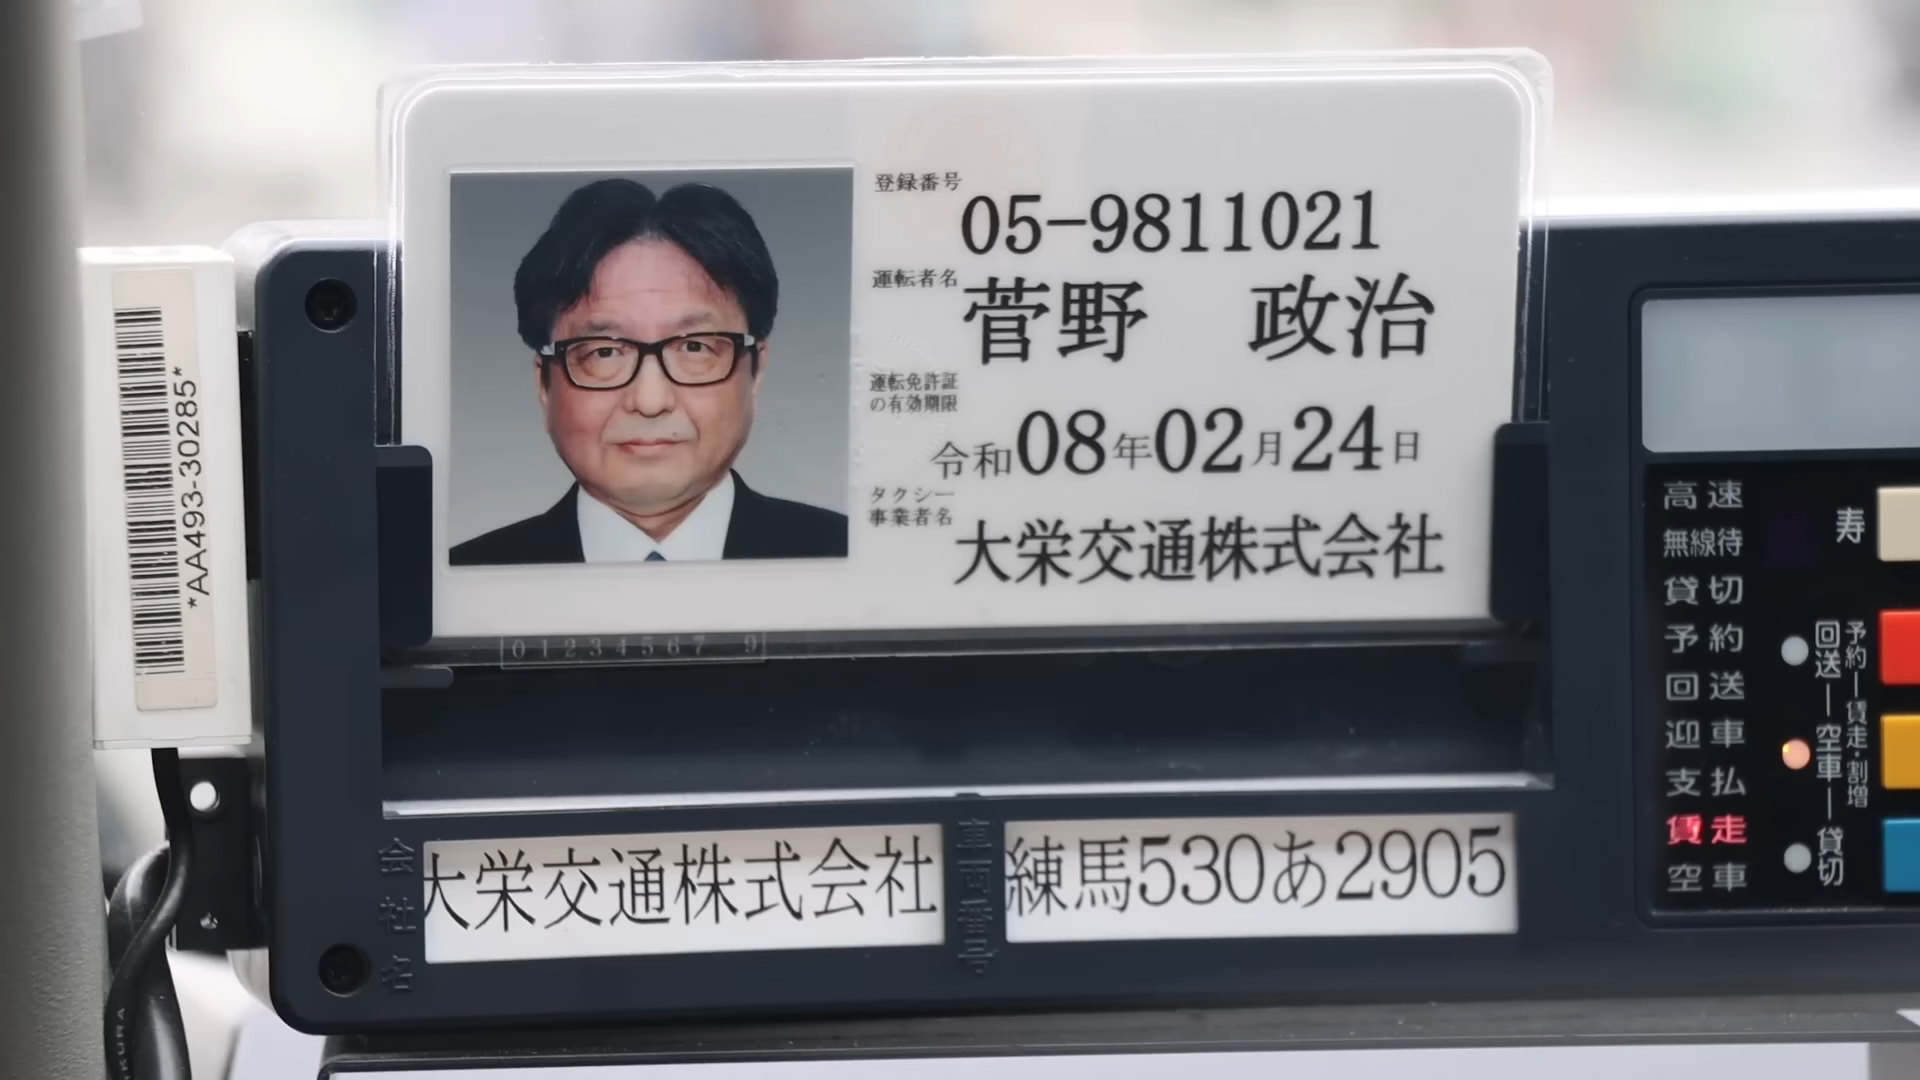 登録番号
05-9811021
運転者名
菅野 政治
運転免許証
の有効期限
令和08年02月24日
タクシー
事業者名
大栄交通株式会社
*AA493-30285*
01234567 9
会社名
大栄交通株式会社
車両番号
練馬530あ2905
高速
無線待
貸切
予約
回送
迎車
支払
賃走
空車
寿
回送―空車―貸切
予約―賃走・割増